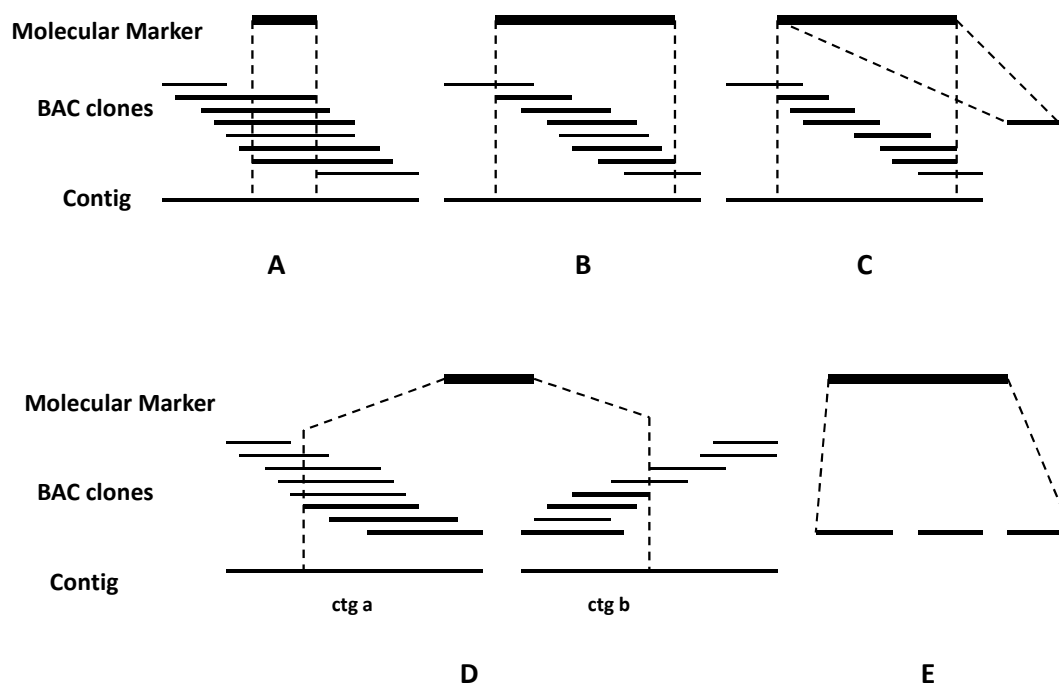 Molecular Marker
BAC clones
Contig
A B C
Molecular Marker
BAC clones
Contig
ctg a ctg b
D E